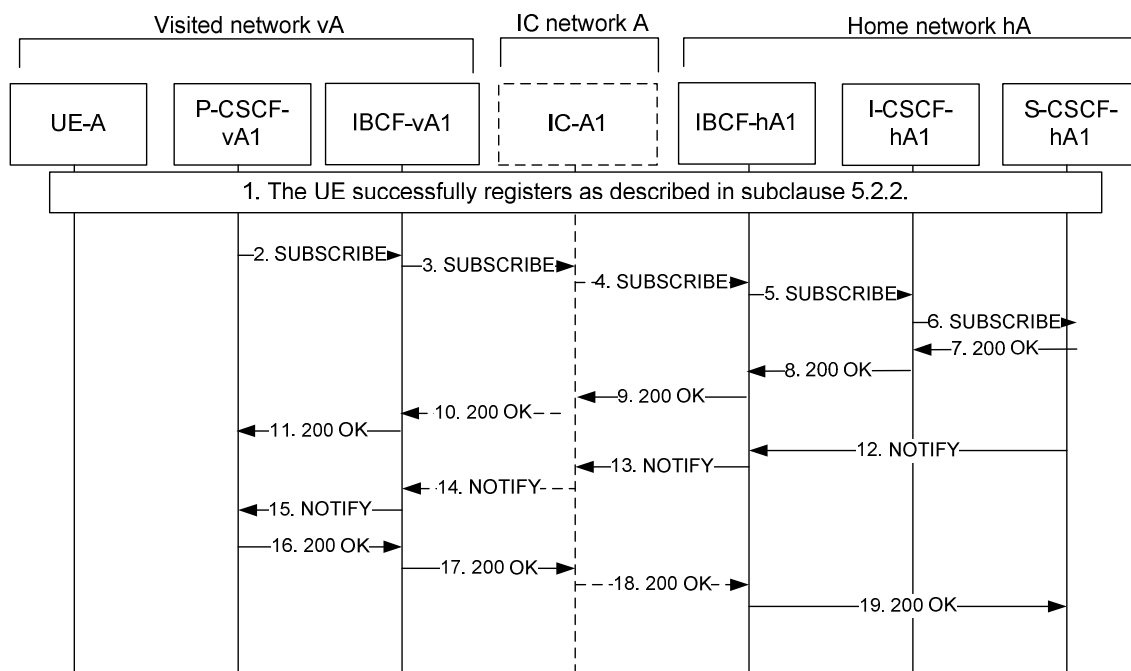 Visited network vA
IC network A
Home network hA
UE-A
P-CSCF-
vA1
IBCF-vA1
IC-A1
IBCF-hA1
I-CSCF-
hA1
S-CSCF-
hA1
1. The UE successfully registers as described in subclause 5.2.2.
2. SUBSCRIBE
3. SUBSCRIBE
4. SUBSCRIBE
5. SUBSCRIBE
6. SUBSCRIBE
7. 200 OK
8. 200 OK
9. 200 OK
10. 200 OK
11. 200 OK
12. NOTIFY
13. NOTIFY
14. NOTIFY
15. NOTIFY
16. 200 OK
17. 200 OK
18. 200 OK
19. 200 OK